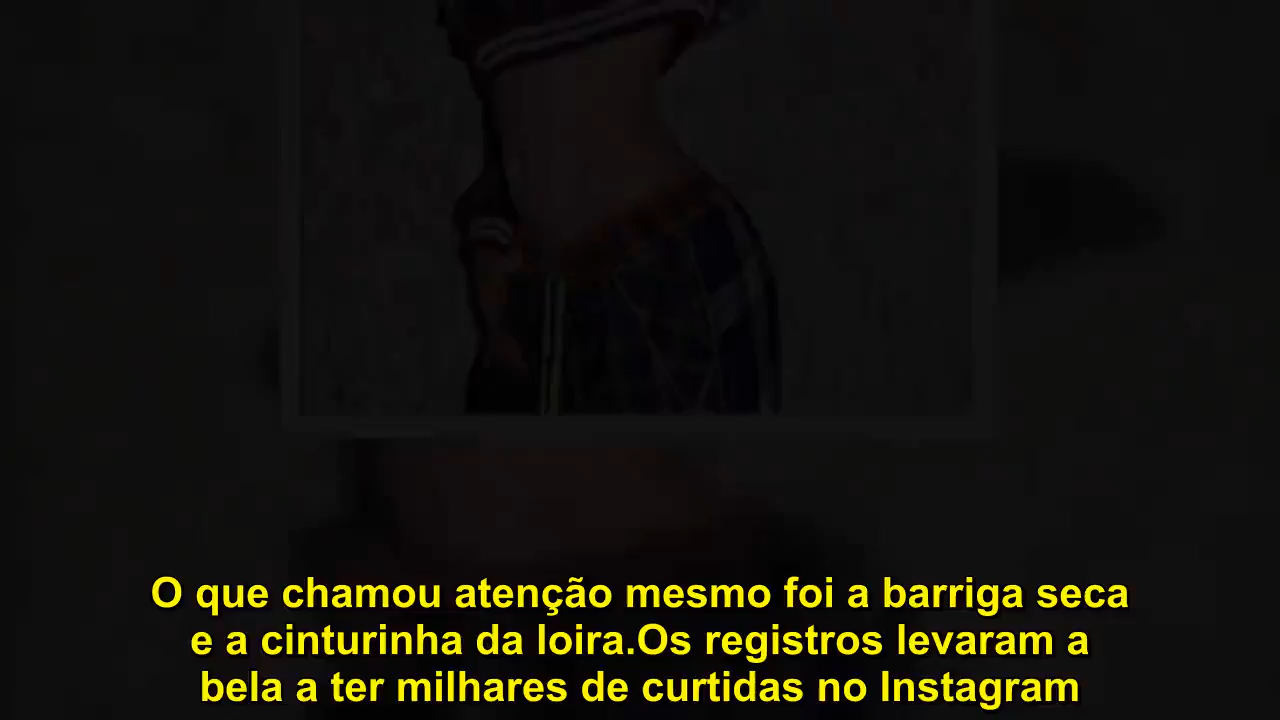 O que chamou atenção mesmo foi a barriga seca
e a cinturinha da loira.Os registros levaram a
bela a ter milhares de curtidas no Instagram